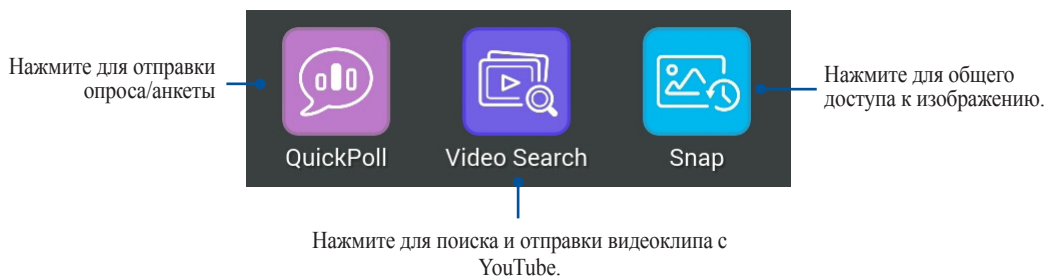 Нажмите для отправки
опроса/анкеты
QuickPoll
Video Search
Snap
Нажмите для общего
доступа к изображению.
Нажмите для поиска и отправки видеоклипа с
YouTube.